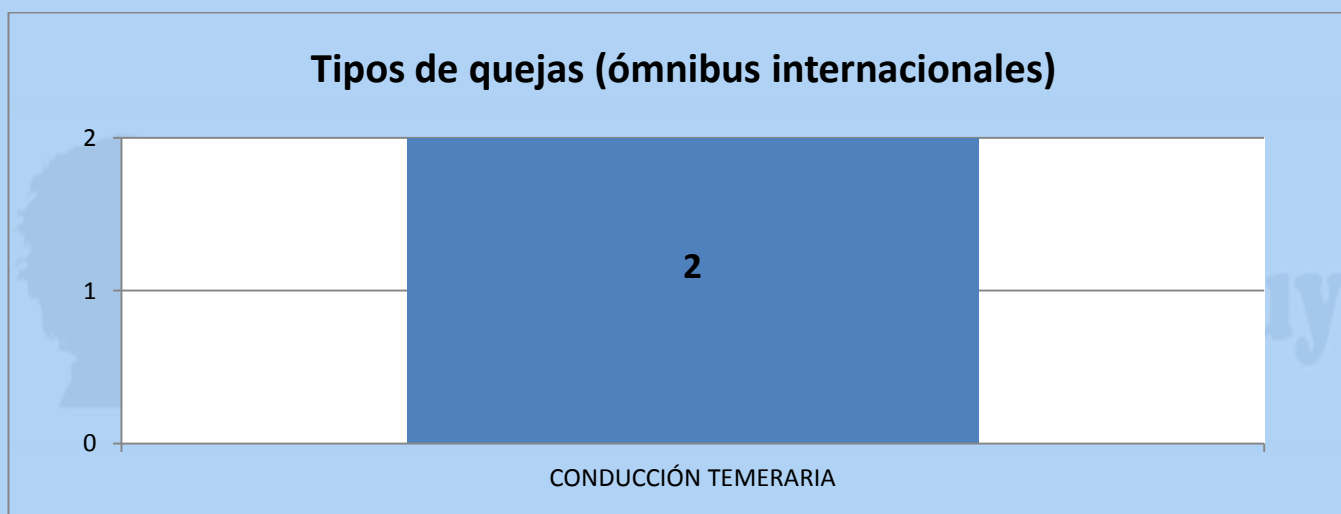 Tipos de quejas (ómnibus internacionales)
2
2
1
0
CONDUCCIÓN TEMERARIA